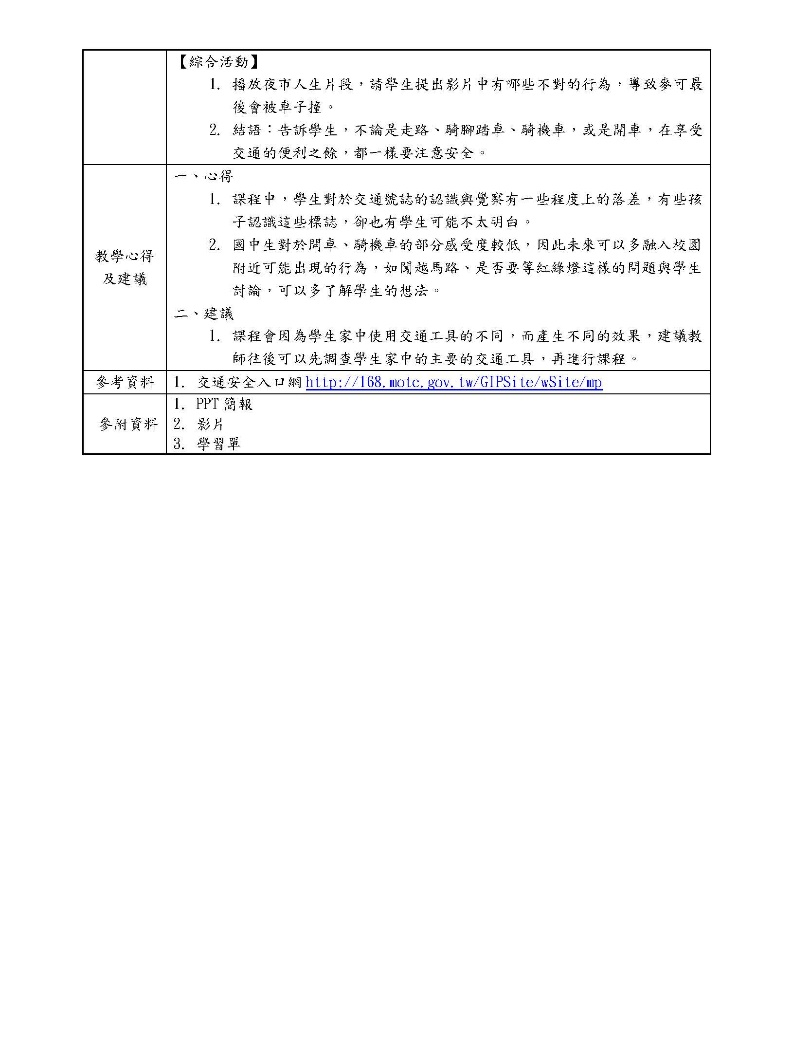 【綜合活動】
1. 播放夜市人生片段，請學生提出影片中有哪些不對的行為，導致麥可最
後會被車子撞。
2. 結語：告訴學生，不論是走路、騎腳踏車、騎機車，或是開車，在享受
交通的便利之餘，都一樣要注意安全。
教學心得
及建議
一、心得
1. 課程中，學生對於交通號誌的認識與覺察有一些程度上的落差，有些孩
子認識這些標誌，卻也有學生可能不太明白。
2. 國中生對於開車、騎機車的部分感受度較低，因此未來可以多融入校園
附近可能出現的行為，如闖越馬路、是否要等紅綠燈這樣的問題與學生
討論，可以多了解學生的想法。
二、建議
1. 課程會因為學生家中使用交通工具的不同，而產生不同的效果，建議教
師往後可以先調查學生家中的主要的交通工具，再進行課程。
參考資料
1. 交通安全入口網 http://168.motc.gov.tw/GIPSite/wSite/mp
參附資料
1. PPT 簡報
2. 影片
3. 學習單